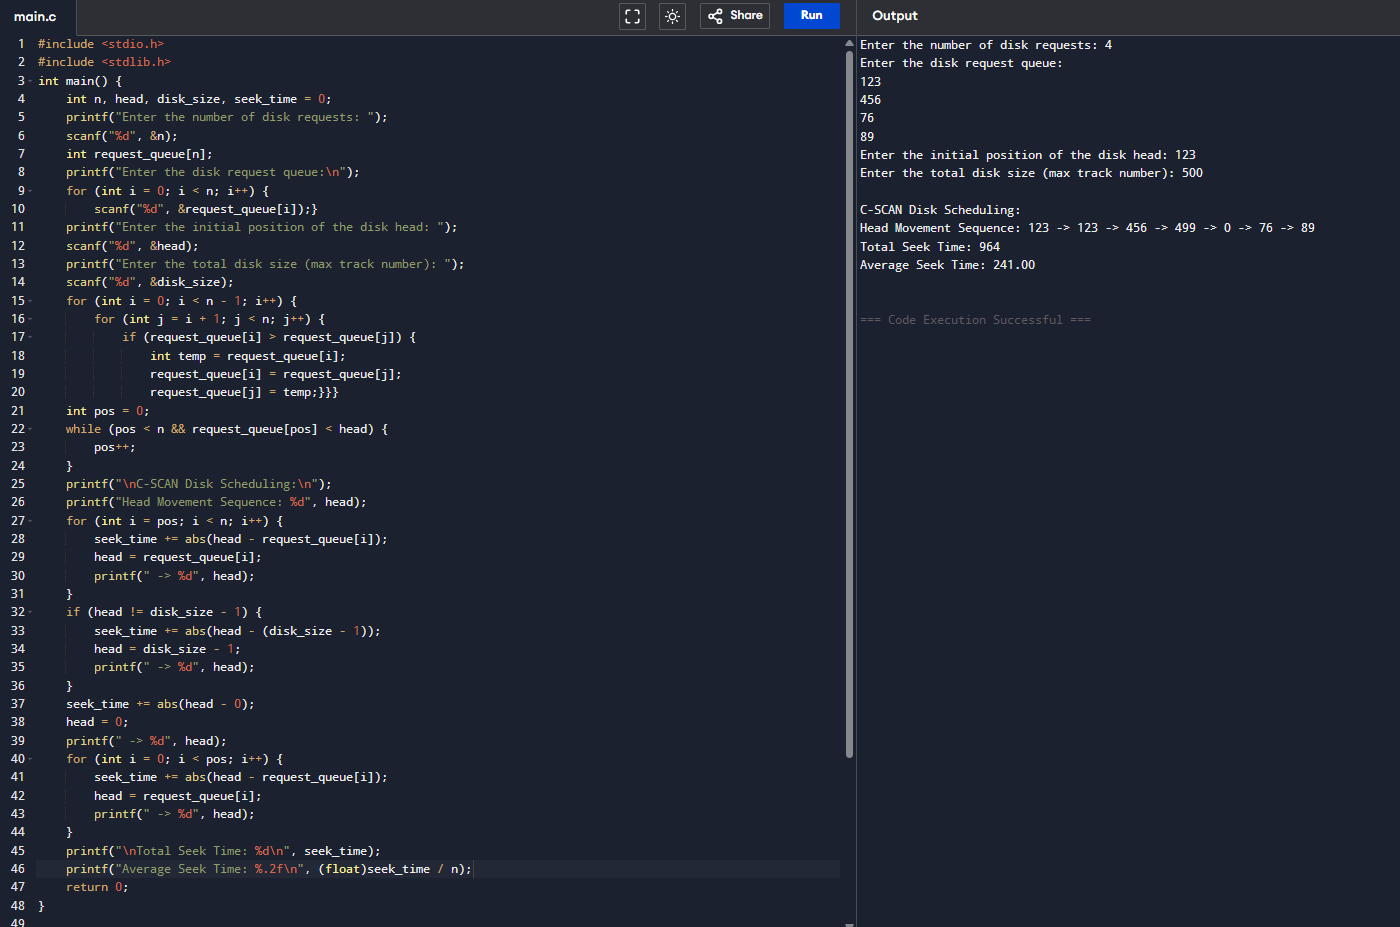 main.c
Share
Run
Output
1 #include <stdio.h>
2 #include <stdlib.h>
3 int main() {
4     int n, head, disk_size, seek_time = 0;
5     printf("Enter the number of disk requests: ");
6     scanf("%d", &n);
7     int request_queue[n];
8     printf("Enter the disk request queue:\n");
9     for (int i = 0; i < n; i++) {
10         scanf("%d", &request_queue[i]);}
11     printf("Enter the initial position of the disk head: ");
12     scanf("%d", &head);
13     printf("Enter the total disk size (max track number): ");
14     scanf("%d", &disk_size);
15     for (int i = 0; i < n - 1; i++) {
16         for (int j = i + 1; j < n; j++) {
17             if (request_queue[i] > request_queue[j]) {
18                 int temp = request_queue[i];
19                 request_queue[i] = request_queue[j];
20                 request_queue[j] = temp;}}}
21     int pos = 0;
22     while (pos < n && request_queue[pos] < head) {
23         pos++;
24     }
25     printf("\nC-SCAN Disk Scheduling:\n");
26     printf("Head Movement Sequence: %d", head);
27     for (int i = pos; i < n; i++) {
28         seek_time += abs(head - request_queue[i]);
29         head = request_queue[i];
30         printf(" -> %d", head);
31     }
32     if (head != disk_size - 1) {
33         seek_time += abs(head - (disk_size - 1));
34         head = disk_size - 1;
35         printf(" -> %d", head);
36     }
37     seek_time += abs(head - 0);
38     head = 0;
39     printf(" -> %d", head);
40     for (int i = 0; i < pos; i++) {
41         seek_time += abs(head - request_queue[i]);
42         head = request_queue[i];
43         printf(" -> %d", head);
44     }
45     printf("\nTotal Seek Time: %d\n", seek_time);
46     printf("Average Seek Time: %.2f\n", (float)seek_time / n);
47     return 0;
48 }
49
Enter the number of disk requests: 4
Enter the disk request queue:
123
456
76
89
Enter the initial position of the disk head: 123
Enter the total disk size (max track number): 500
C-SCAN Disk Scheduling:
Head Movement Sequence: 123 -> 123 -> 456 -> 499 -> 0 -> 76 -> 89
Total Seek Time: 964
Average Seek Time: 241.00
=== Code Execution Successful ===